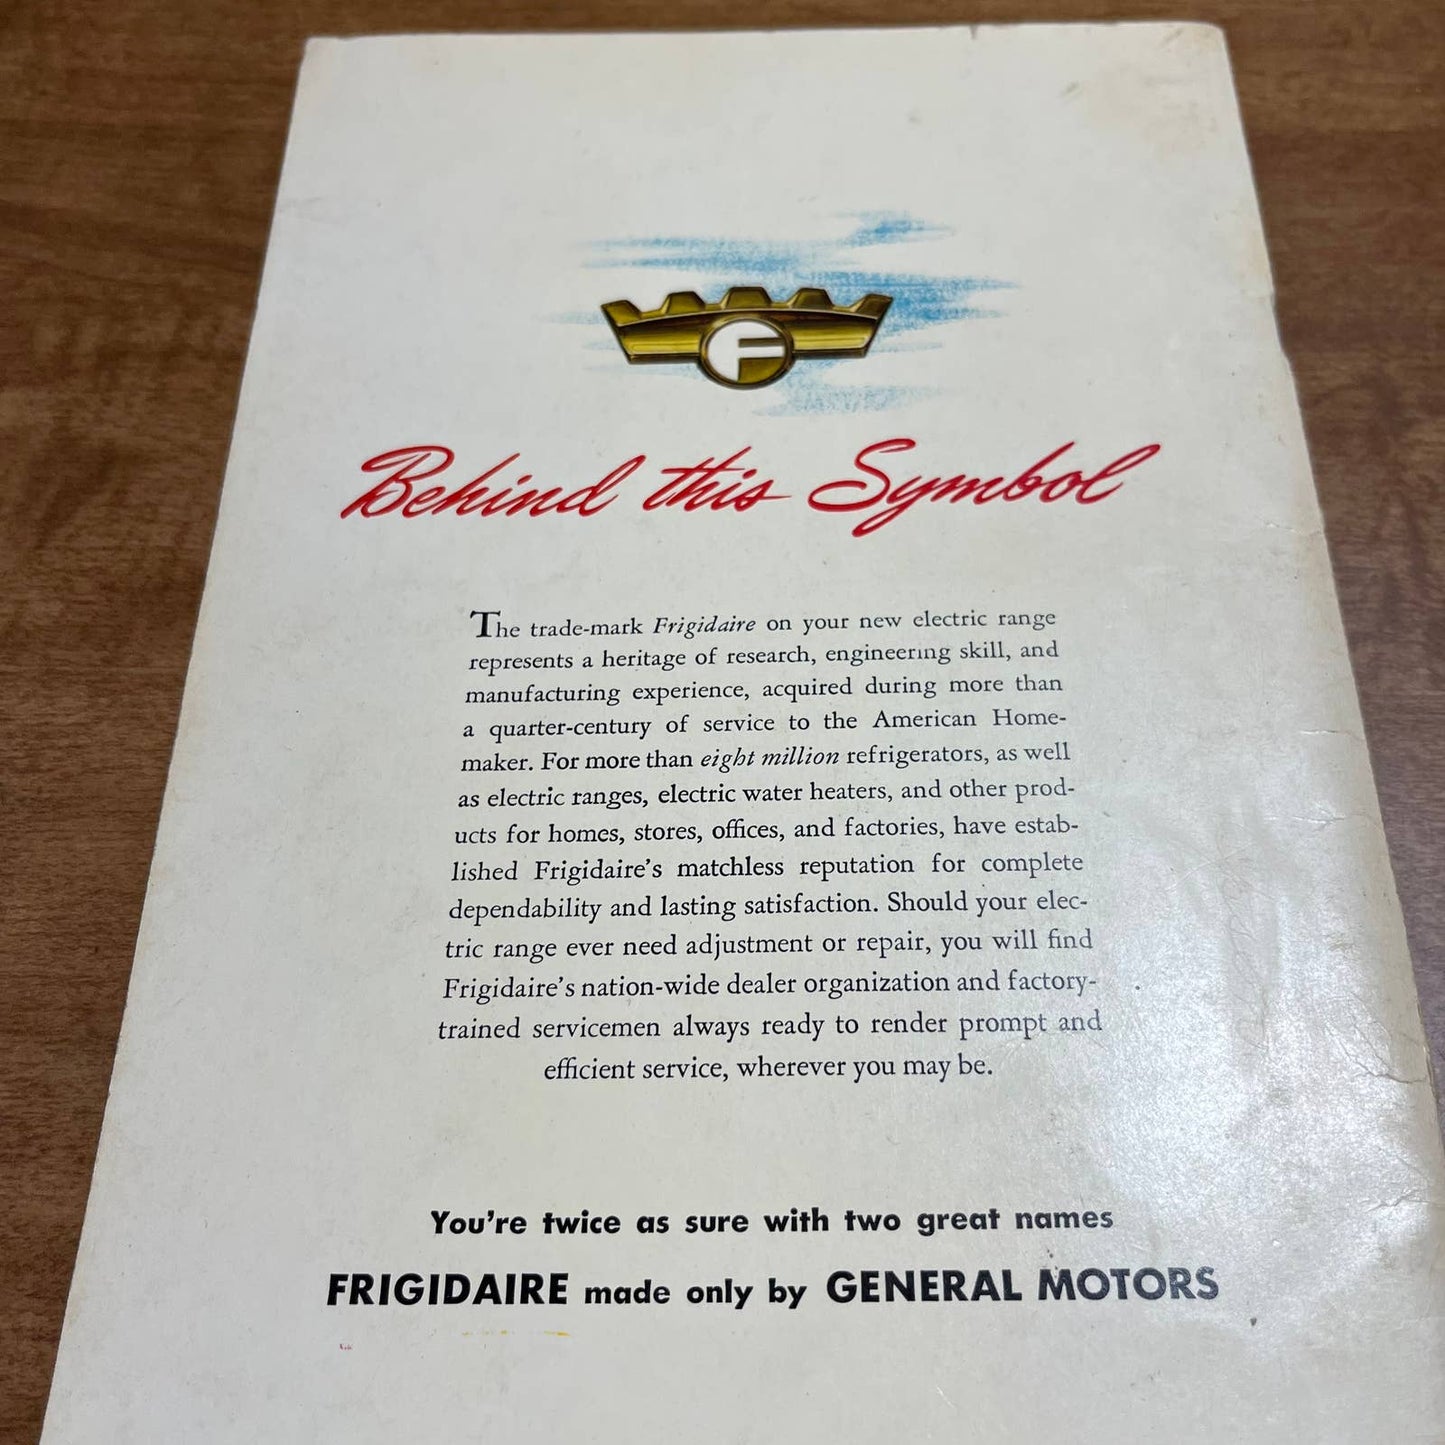 F
Behind this Symbol
The trade-mark Frigidaire on your new electric range
represents a heritage of research, engineering skill, and
manufacturing experience, acquired during more than
a quarter-century of service to the American Home-
maker. For more than eight million refrigerators, as well
as electric ranges, electric water heaters, and other prod-
ucts for homes, stores, offices, and factories, have estab-
lished Frigidaire's matchless reputation for complete
dependability and lasting satisfaction. Should your elec-
tric range ever need adjustment or repair, you will find
Frigidaire's nation-wide dealer organization and factory-
trained servicemen always ready to render prompt and
efficient service, wherever you may be.
You're twice as sure with two great names
FRIGIDAIRE made only by GENERAL MOTORS